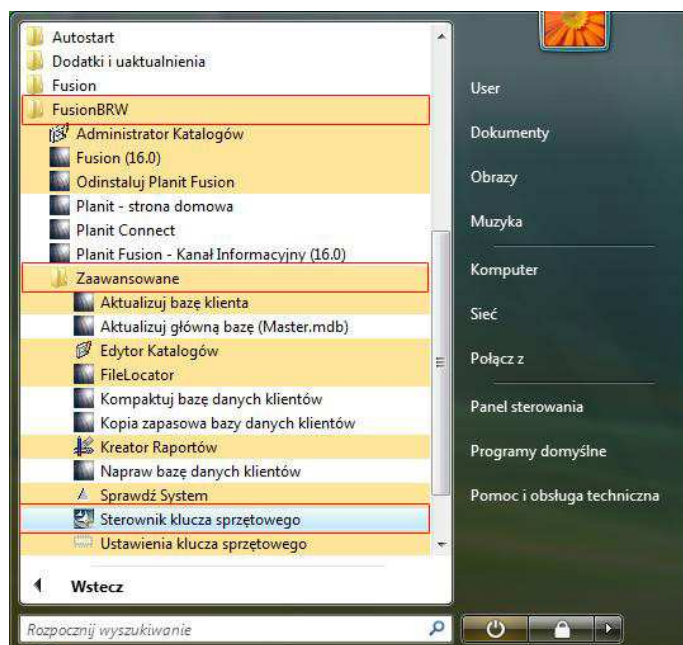 Autostart
Dodatki i uaktualnienia
Fusion
FusionBRW
Administrator Katalogów
Fusion (16.0)
Odinstaluj Planit Fusion
Planit - strona domowa
Planit Connect
Planit Fusion - Kanał Informacyjny (16.0)
Zaawansowane
Aktualizuj bazę klienta
Aktualizuj główną bazę (Master.mdb)
Edytor Katalogów
FileLocator
Kompaktuj bazę danych klientów
Kopia zapasowa bazy danych klientów
Kreator Raportów
Napraw bazę danych klientów
Sprawdź System
Sterownik klucza sprzętowego
Ustawienia klucza sprzętowego
Wstecz
Rozpocznij wyszukiwanie
User
Dokumenty
Obrazy
Muzyka
Komputer
Sieć
Połącz z
Panel sterowania
Programy domyślne
Pomoc i obsługa techniczna